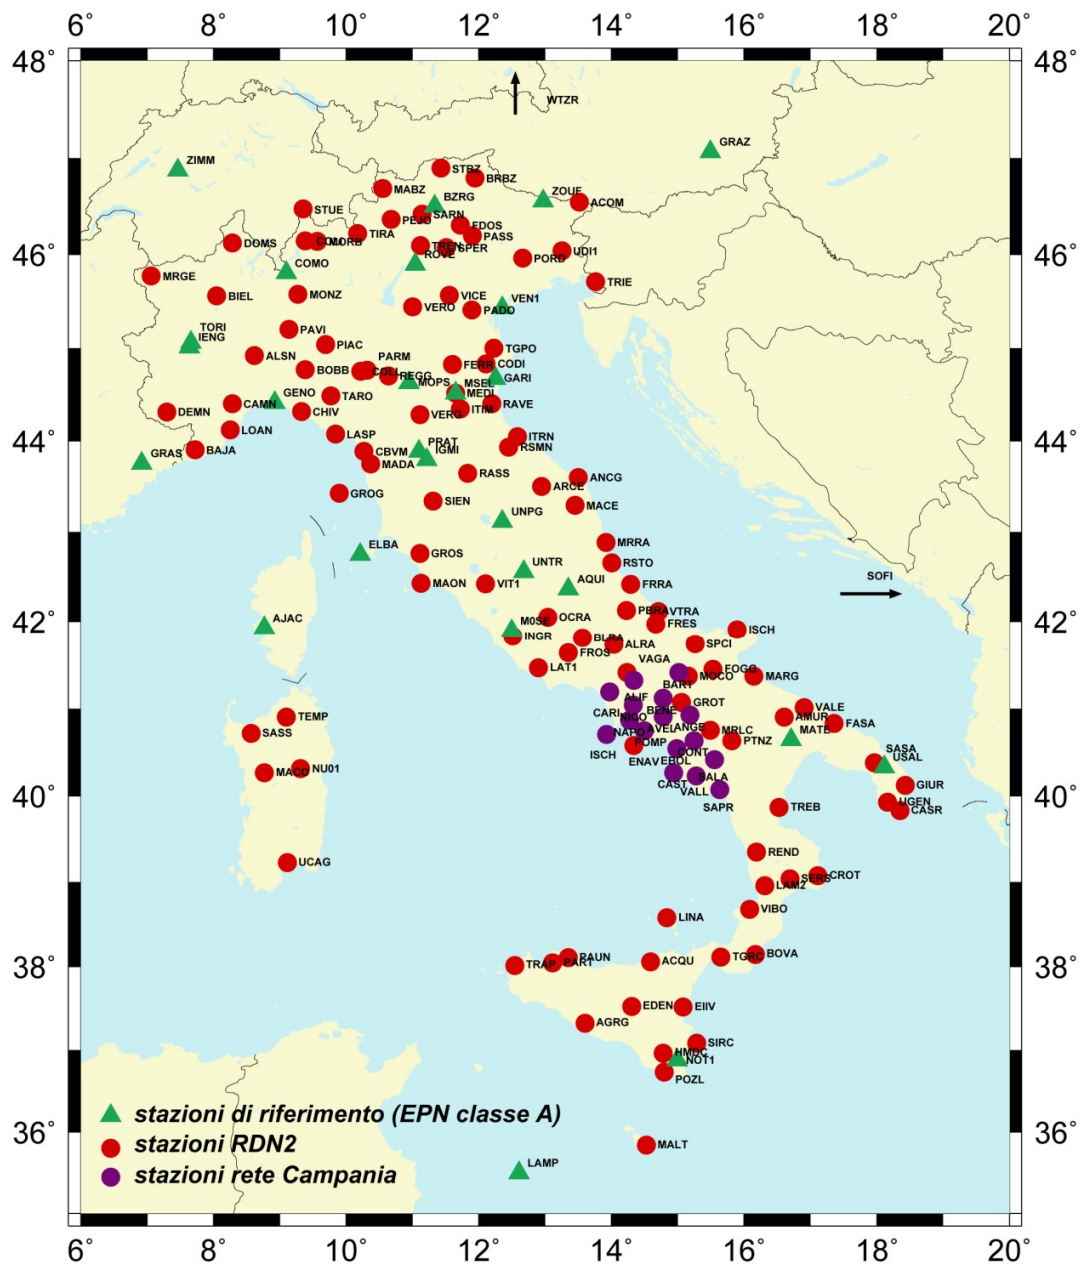 6° 8° 10° 12° 14° 16° 18° 20°
48° 48°
WTZR
GRAZ
ZIMM
STBZ
BRBZ
MABZ
BZRG
ZOUF
ACOM
STUE
SARN
PEJO
EDOS
TIRA
PASS
DOMS
MORB
TREN
SPER
UDI1
46° 46°
ROVE
PORD
COMO
MRGE
TRIE
BIEL
MONZ
VICE
VEN1
VERO
PADO
TORI
PAVI
IENG
PIAC
TGPO
ALSN
PARM
FERR
CODI
BOBB
COLI
REGG
GARI
MOPS
MSEL
MEDI
GENO
TARO
CAMN
RAVE
DEMN
CHIV
VERG
ITIM
LOAN
LASP
ITRN
44° 44°
PRAT
RSMN
GRAS
BAJA
CBVM
IGMI
MADA
RASS
ANCG
ARCE
GROG
SIEN
MACE
UNPG
ELBA
GROS
MRRA
RSTO
UNTR
AQUI
SOFI
MAON
VIT1
FRRA
42° 42°
AJAC
M0SE
OCRA
PBRA
VTRA
FRES
ISCH
INGR
BLRA
ALRA
SPCI
FROS
VAGA
LAT1
FOGG
MOCO
MARG
BART
ALIF
GROT
CARI
NICO
BENE
VALE
TEMP
AMUR
FASA
SASS
NAPO
AVEL
ANGE
MRLC
MATE
POMP
PTNZ
ISCH
ENAV
EBOL
CONT
SASA
USAL
MACO
NU01
CAST
SALA
VALL
GIUR
40° 40°
SAPR
TREB
UGEN
CASR
UCAG
REND
SERS
CROT
LAM2
VIBO
LINA
38° 38°
TRAP
PART
PAUN
ACQU
TGRC
BOVA
EDEN
EIIV
AGRG
SIRC
HMDC
NOT1
POZL
stazioni di riferimento (EPN classe A)
36° 36°
stazioni RDN2
MALT
stazioni rete Campania
LAMP
6° 8° 10° 12° 14° 16° 18° 20°